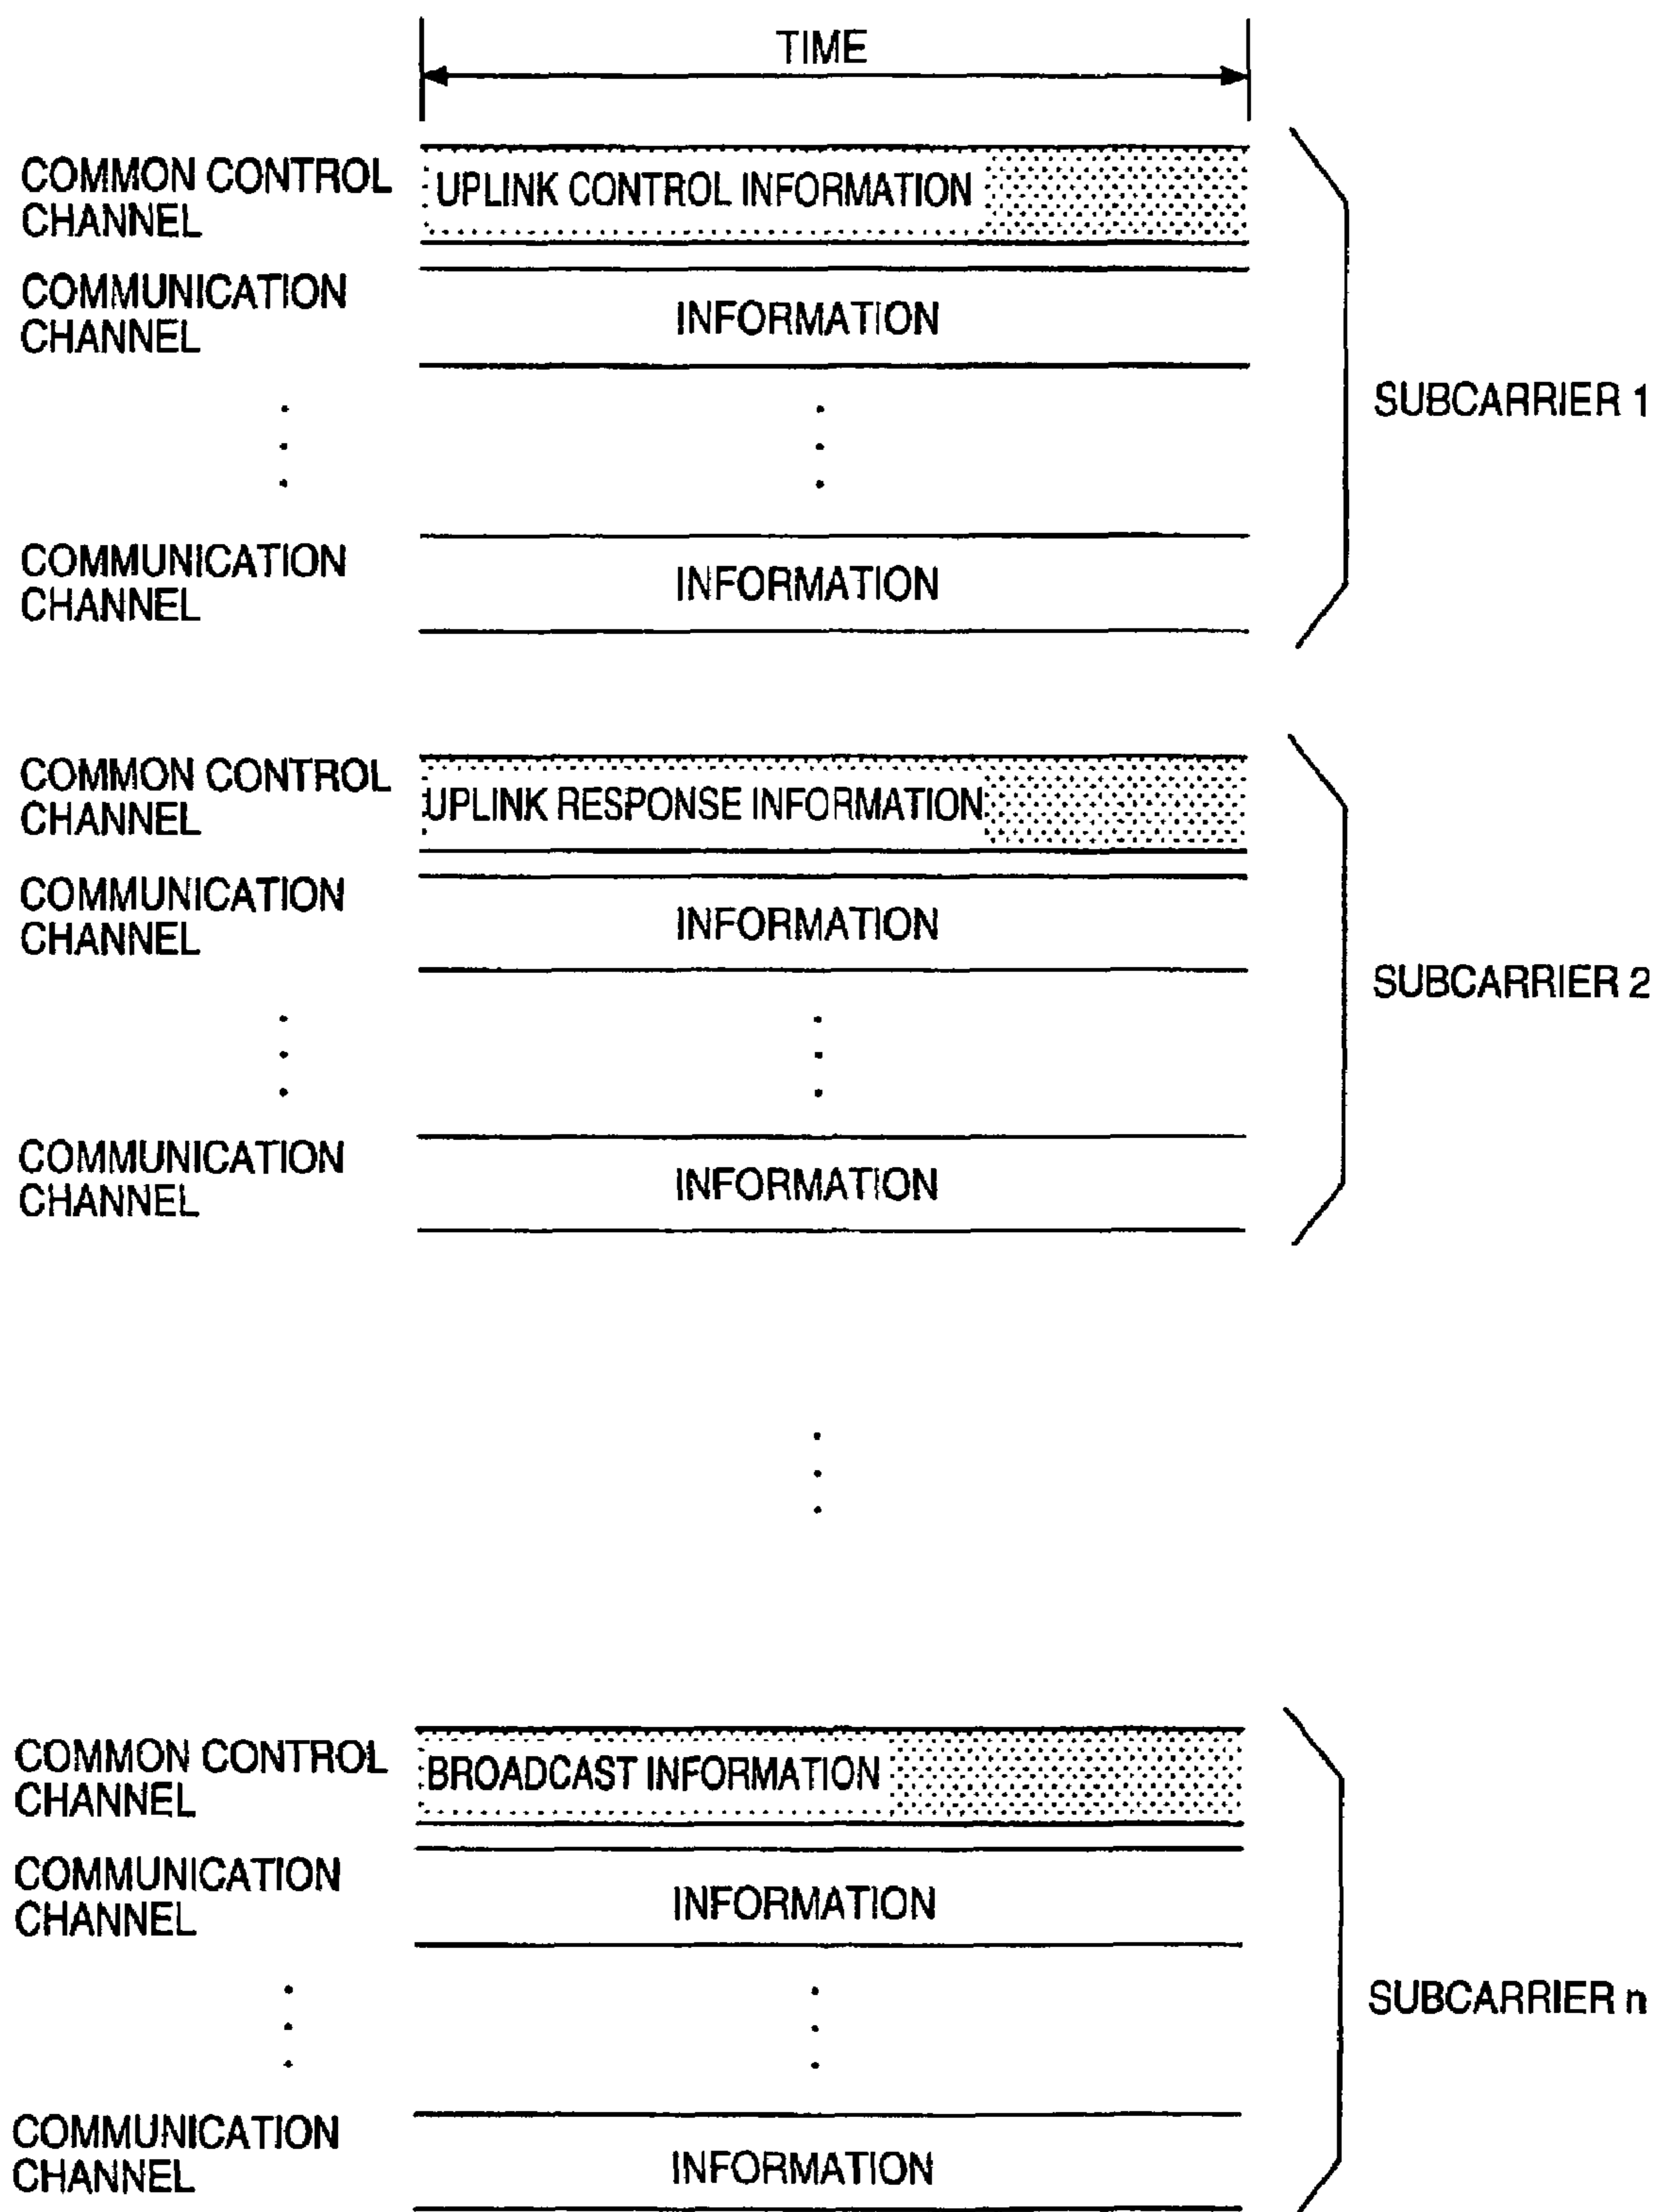 TIME
COMMON CONTROL
CHANNEL
UPLINK CONTROL INFORMATION
COMMUNICATION
CHANNEL
INFORMATION
SUBCARRIER 1
COMMUNICATION
CHANNEL
INFORMATION
COMMON CONTROL
CHANNEL
UPLINK RESPONSE INFORMATION
COMMUNICATION
CHANNEL
INFORMATION
SUBCARRIER 2
COMMUNICATION
CHANNEL
INFORMATION
COMMON CONTROL
CHANNEL
BROADCAST INFORMATION
COMMUNICATION
CHANNEL
INFORMATION
SUBCARRIER n
COMMUNICATION
CHANNEL
INFORMATION